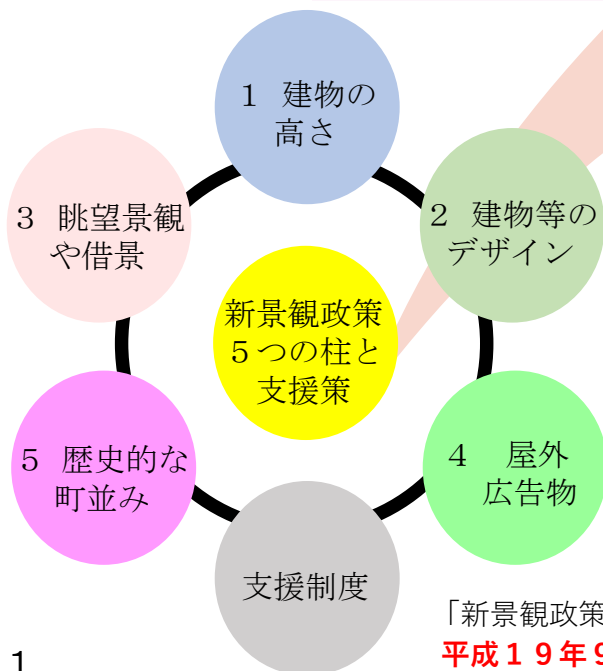 １ 建物の
高さ
２ 建物等の
デザイン
３ 眺望景観
や借景
新景観政策
５つの柱と
支援策
４ 屋外
広告物
５ 歴史的な
町並み
支援制度
「新景観政策
平成１９年９
1